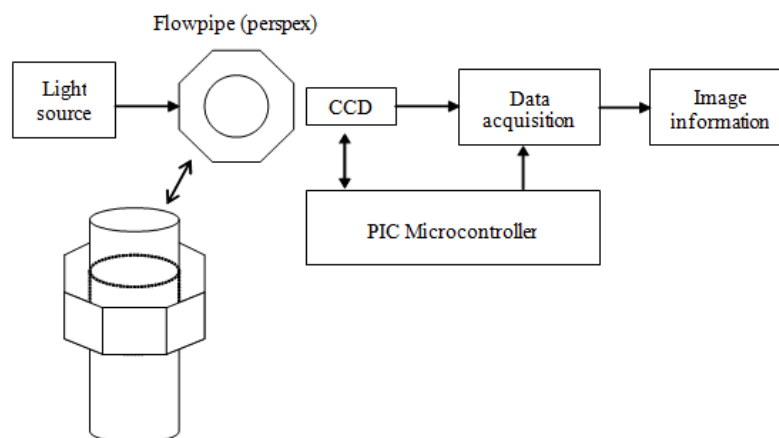 Flowpipe (perspex)
Light
source
CCD
Data
acquisition
Image
information
PIC Microcontroller